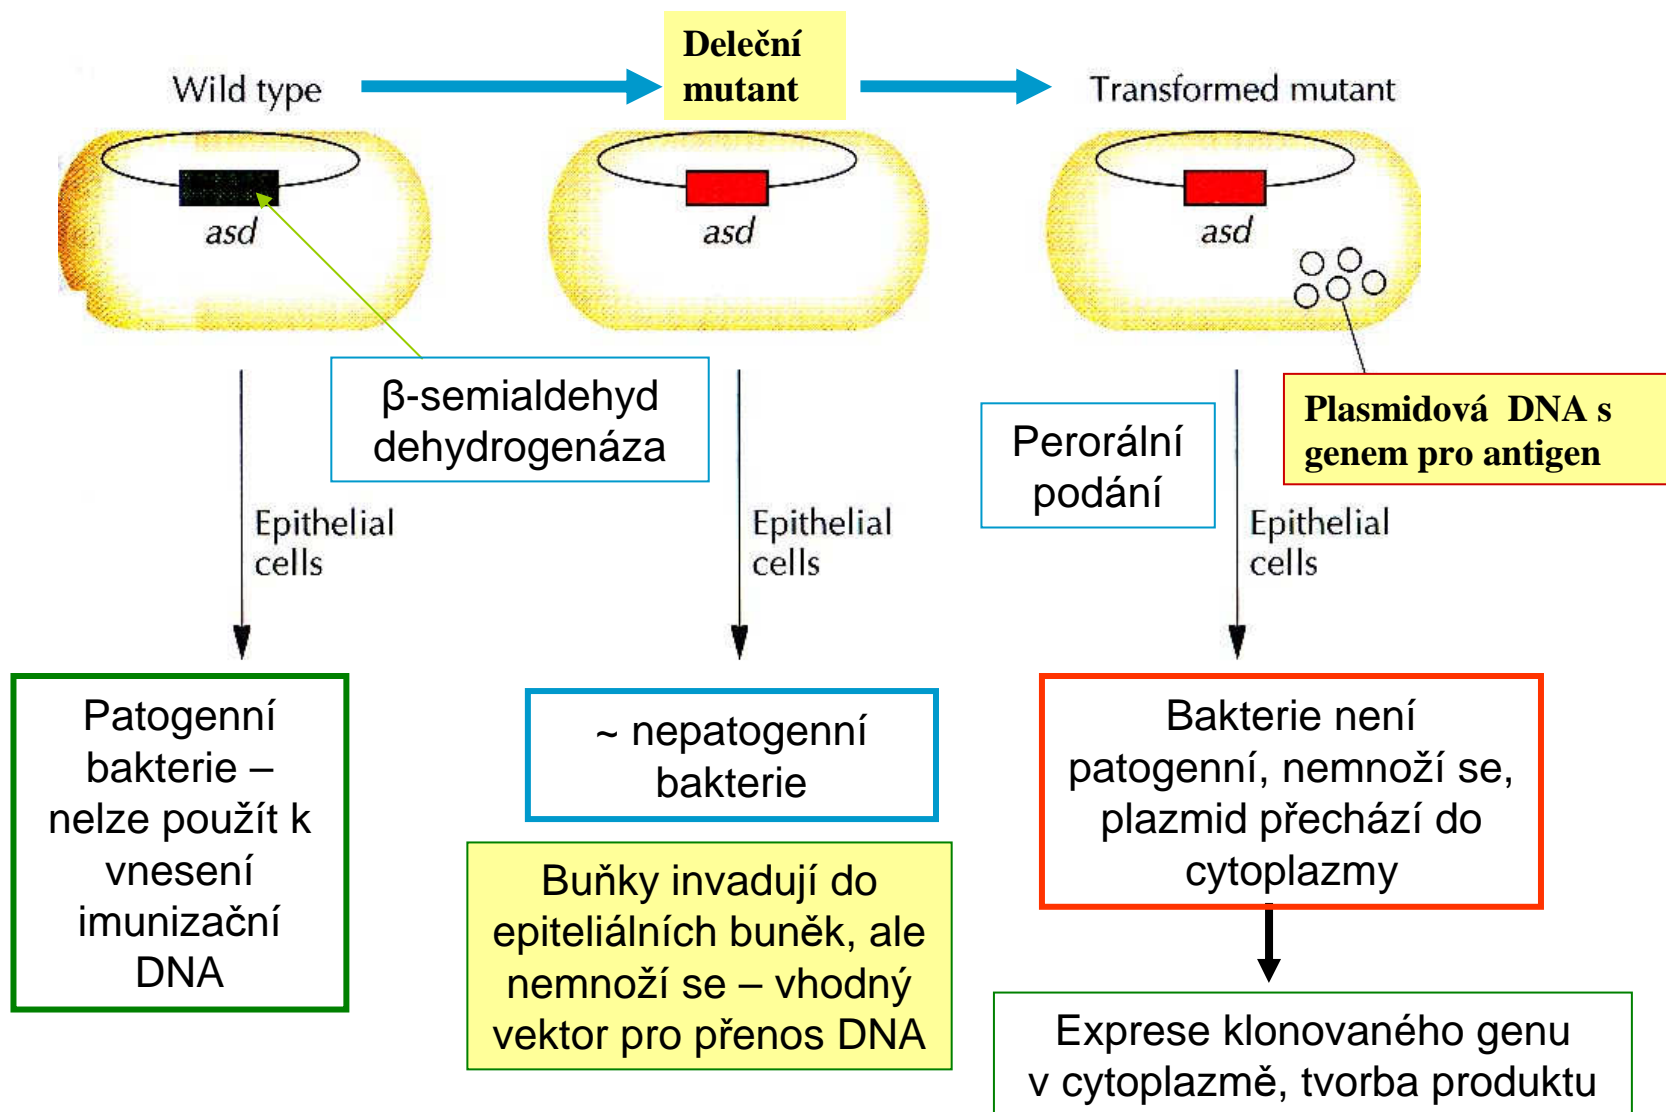 Wild type
Deleční
mutant
Transformed mutant
asd
asd
asd
β-semialdehyd
dehydrogenáza
Perorální
podání
Plasmidová  DNA s
genem pro antigen
Epithelial
cells
Epithelial
cells
Epithelial
cells
Patogenní
bakterie –
nelze použít k
vnesení
imunizační
DNA
~ nepatogenní
bakterie
Buňky invadují do
epiteliálních buněk, ale
nemnoží se – vhodný
vektor pro přenos DNA
Bakterie není
patogenní, nemnoží se,
plazmid přechází do
cytoplazmy
Exprese klonovaného genu
v cytoplazmě, tvorba produktu